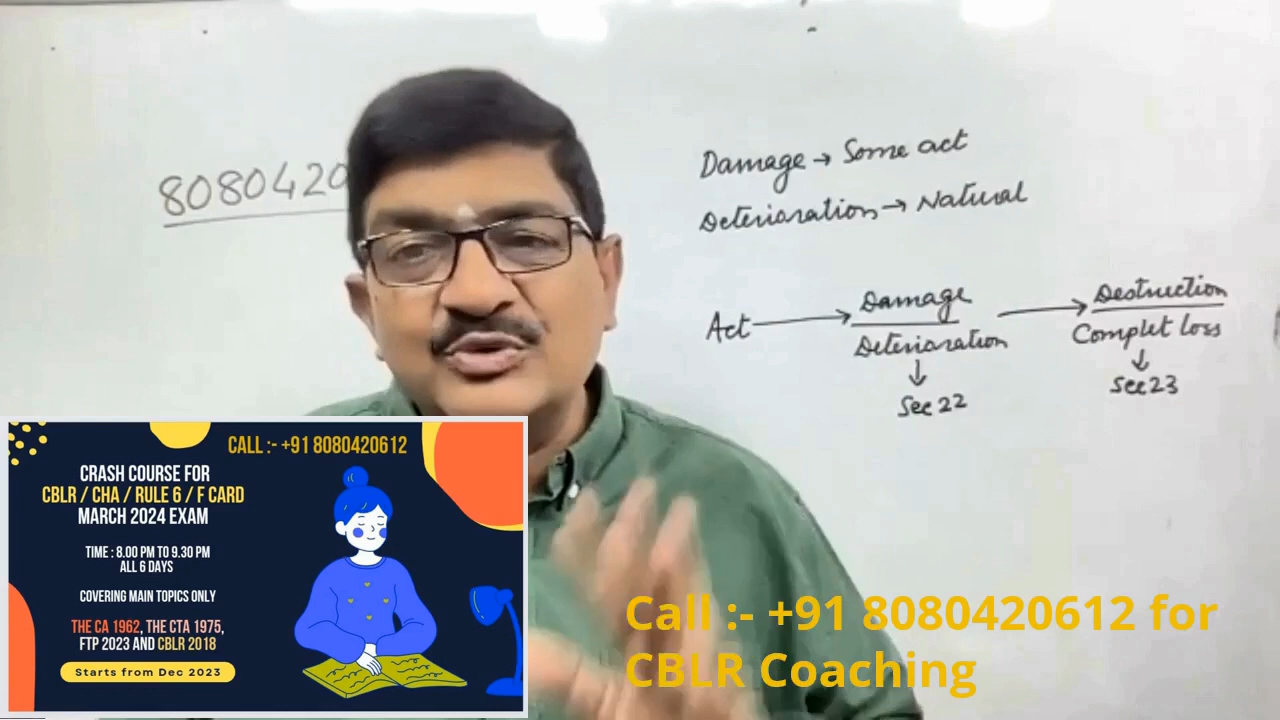 8080420
Damage → Some act
Deterioration → Natural
Act → Damage → Destruction
Deterioration Complet loss
↓ ↓
Sec 22 Sec 23
CALL :- +91 8080420612
CRASH COURSE FOR
CBLR / CHA / RULE 6 / F CARD
MARCH 2024 EXAM
TIME : 8.00 PM TO 9.30 PM
ALL 6 DAYS
COVERING MAIN TOPICS ONLY
THE CA 1962, THE CTA 1975,
FTP 2023 AND CBLR 2018
Starts from Dec 2023
Call :- +91 8080420612 for
CBLR Coaching